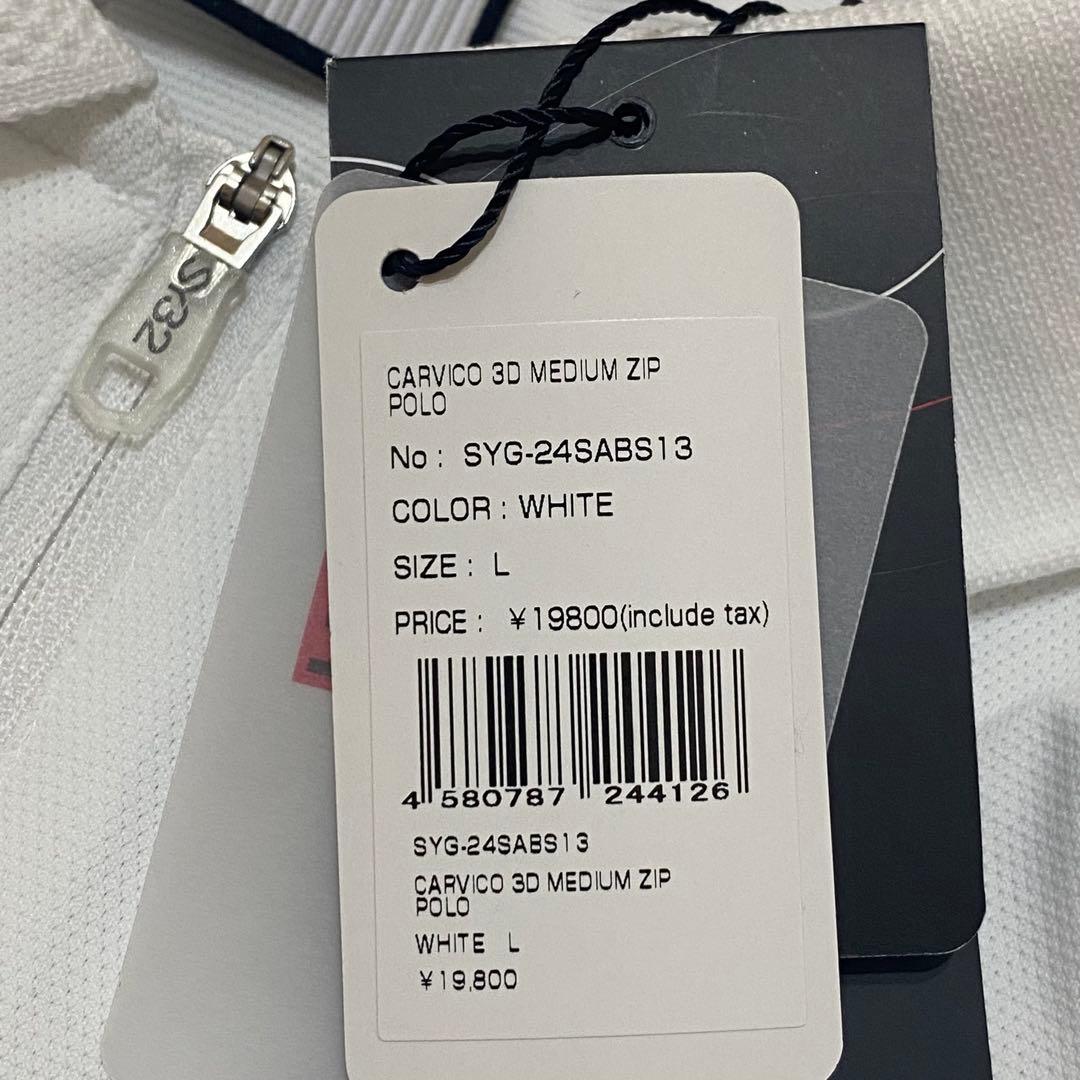 SY32
CARVICO 3D MEDIUM ZIP
POLO
No : SYG-24SABS13
COLOR : WHITE
SIZE : L
PRICE : ¥19800(include tax)
4 580787 244126
SYG-24SABS13
CARVICO 3D MEDIUM ZIP
POLO
WHITE L
¥19,800